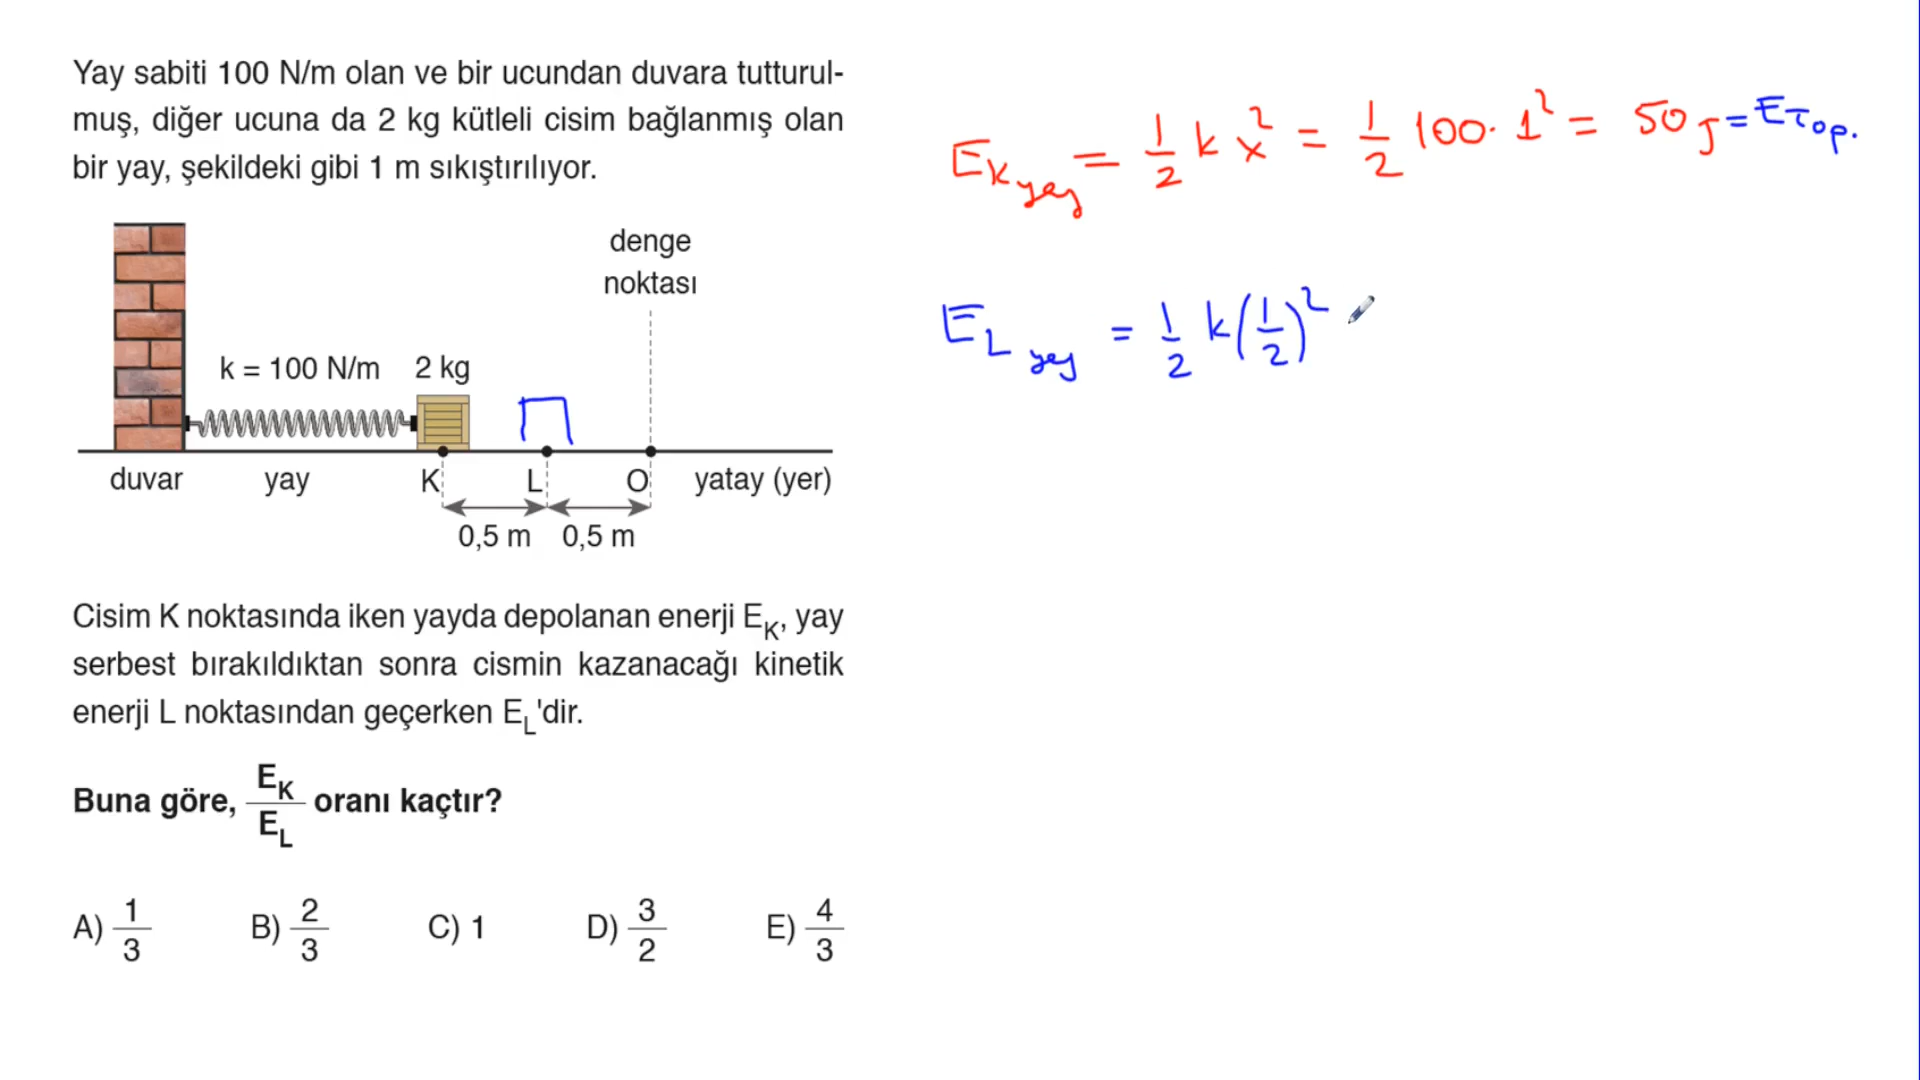 Yay sabiti 100 N/m olan ve bir ucundan duvara tutturul-
muş, diğer ucuna da 2 kg kütleli cisim bağlanmış olan
bir yay, şekildeki gibi 1 m sıkıştırılıyor.
denge
noktası
k = 100 N/m 2 kg
duvar yay K L O yatay (yer)
0,5 m 0,5 m
Cisim K noktasında iken yayda depolanan enerji E_K, yay
serbest bırakıldıktan sonra cismin kazanacağı kinetik
enerji L noktasından geçerken E_L'dir.
Buna göre, E_K/E_L oranı kaçtır?
A) 1/3 B) 2/3 C) 1 D) 3/2 E) 4/3
E_K yay = 1/2 k x² = 1/2 100. 1² = 50 J = E_Top.
E_L yay = 1/2 k (1/2)²